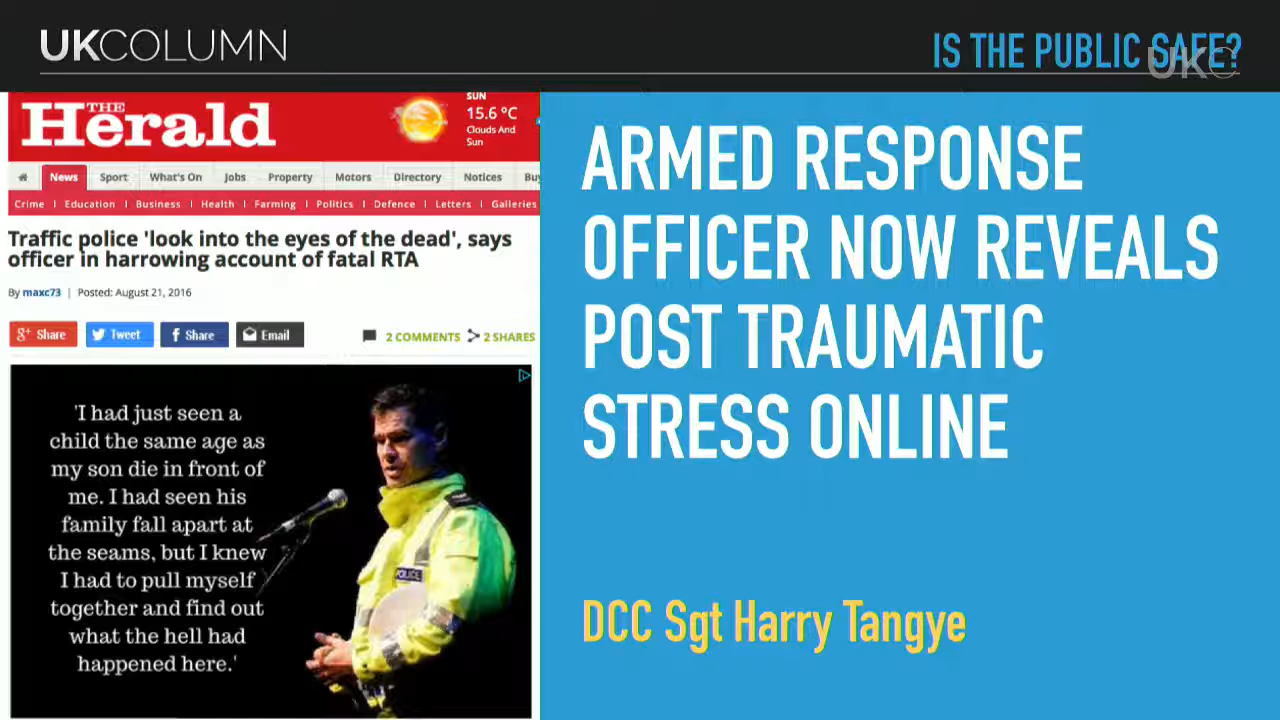 UKCOLUMN
IS THE PUBLIC SAFE?
UKC
THE
Herald
SUN
15.6 °C
Clouds And
Sun
News Sport What's On Jobs Property Motors Directory Notices Buy
Crime | Education | Business | Health | Farming | Politics | Defence | Letters | Galleries
Traffic police 'look into the eyes of the dead', says
officer in harrowing account of fatal RTA
By maxc73 | Posted: August 21, 2016
g+ Share Tweet f Share Email 2 COMMENTS 2 SHARES
'I had just seen a
child the same age as
my son die in front of
me. I had seen his
family fall apart at
the seams, but I knew
I had to pull myself
together and find out
what the hell had
happened here.'
POLICE
ARMED RESPONSE
OFFICER NOW REVEALS
POST TRAUMATIC
STRESS ONLINE
DCC Sgt Harry Tangye